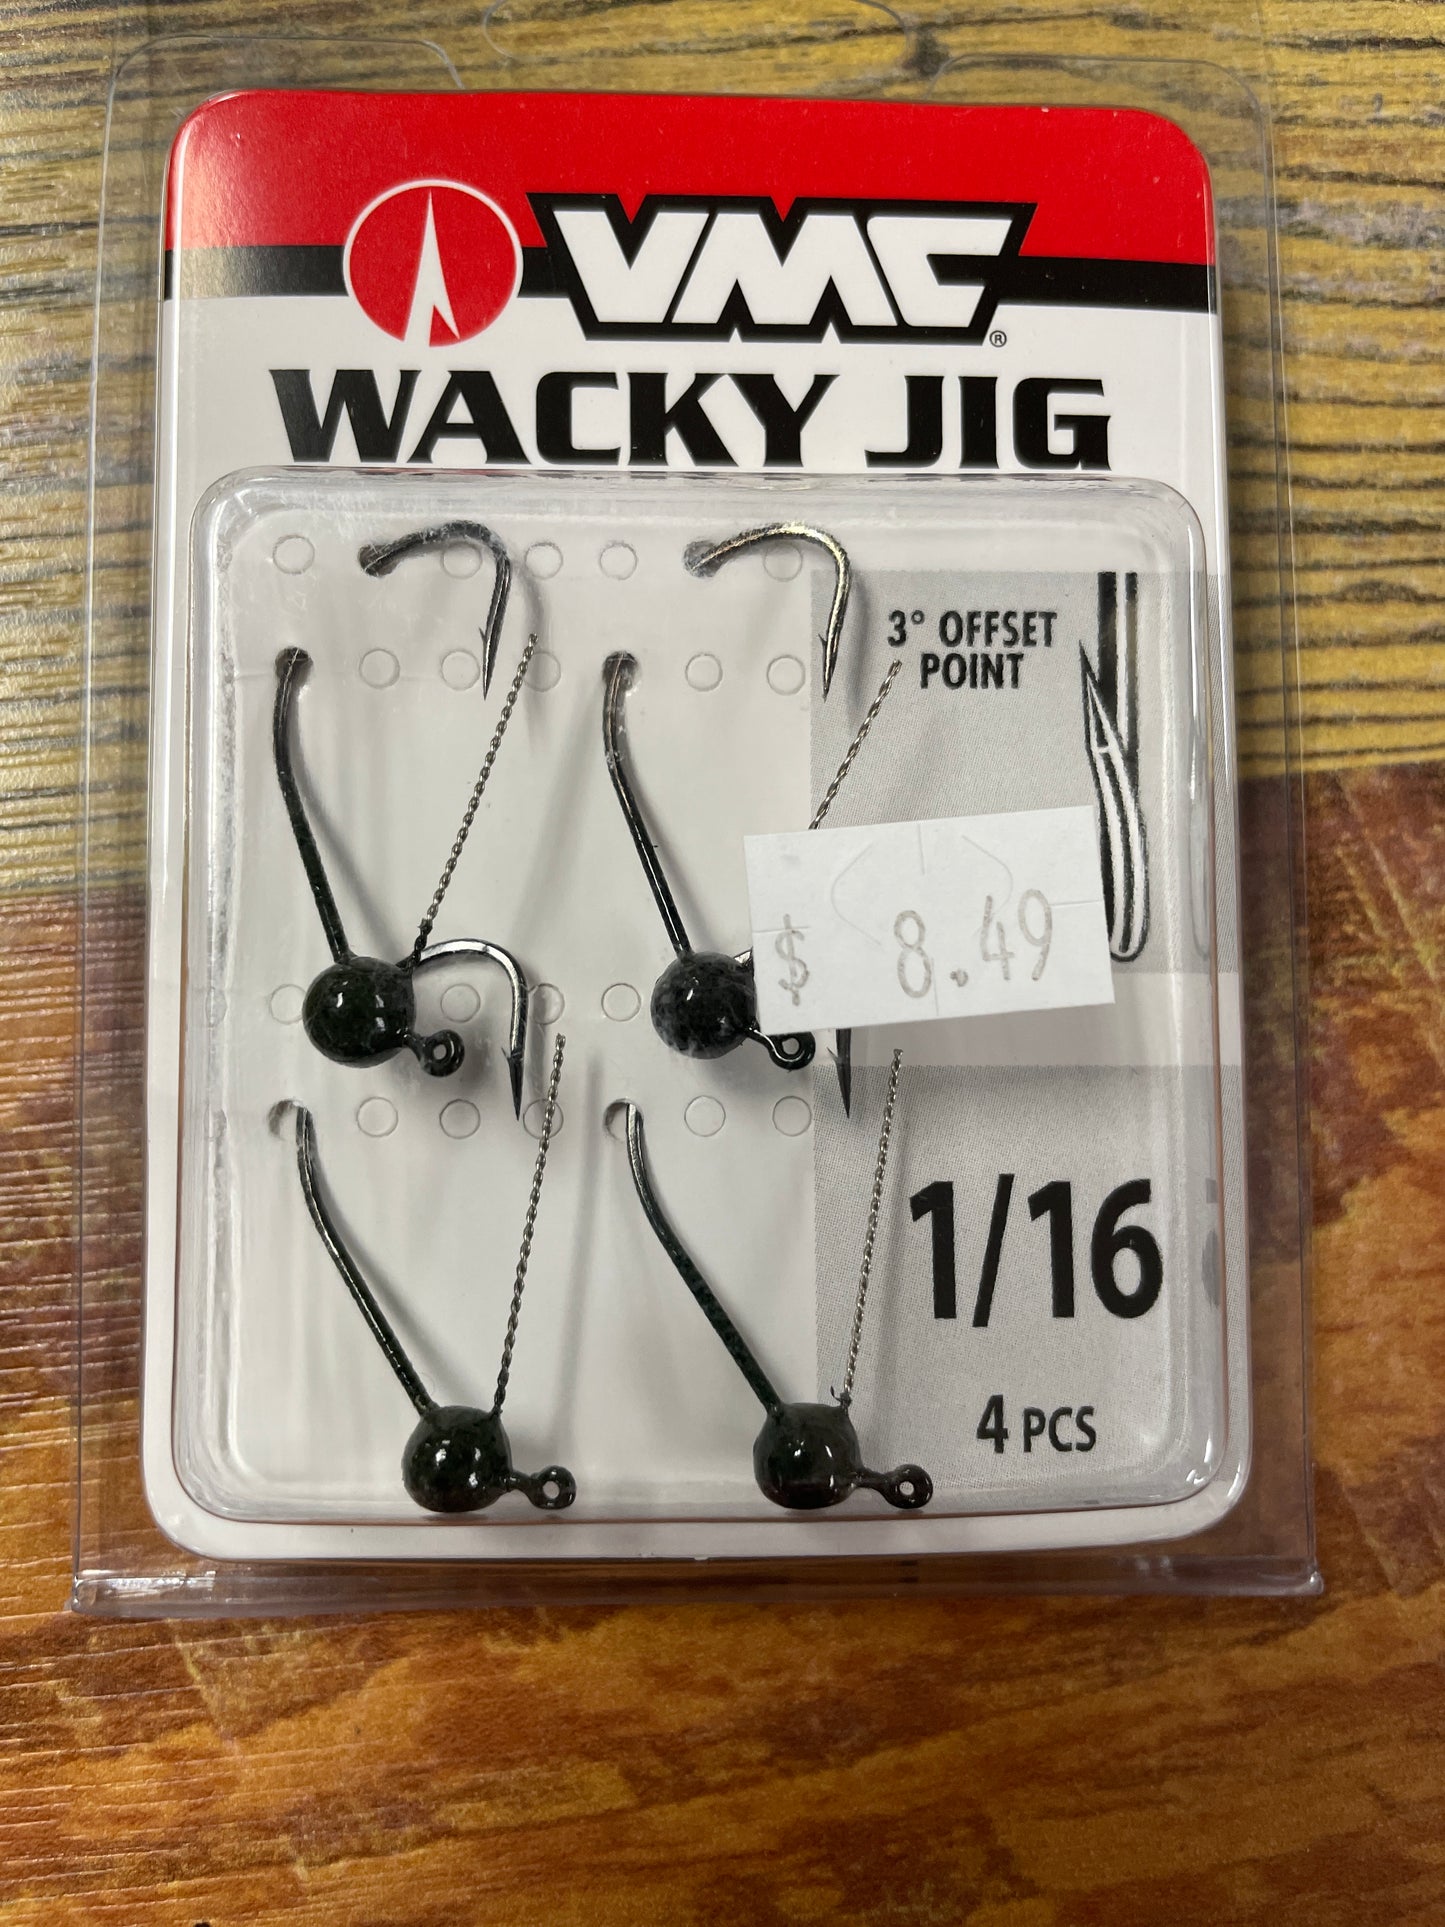 VMC®
WACKY JIG
3° OFFSET
POINT
$ 8.49
1/16
4 PCS